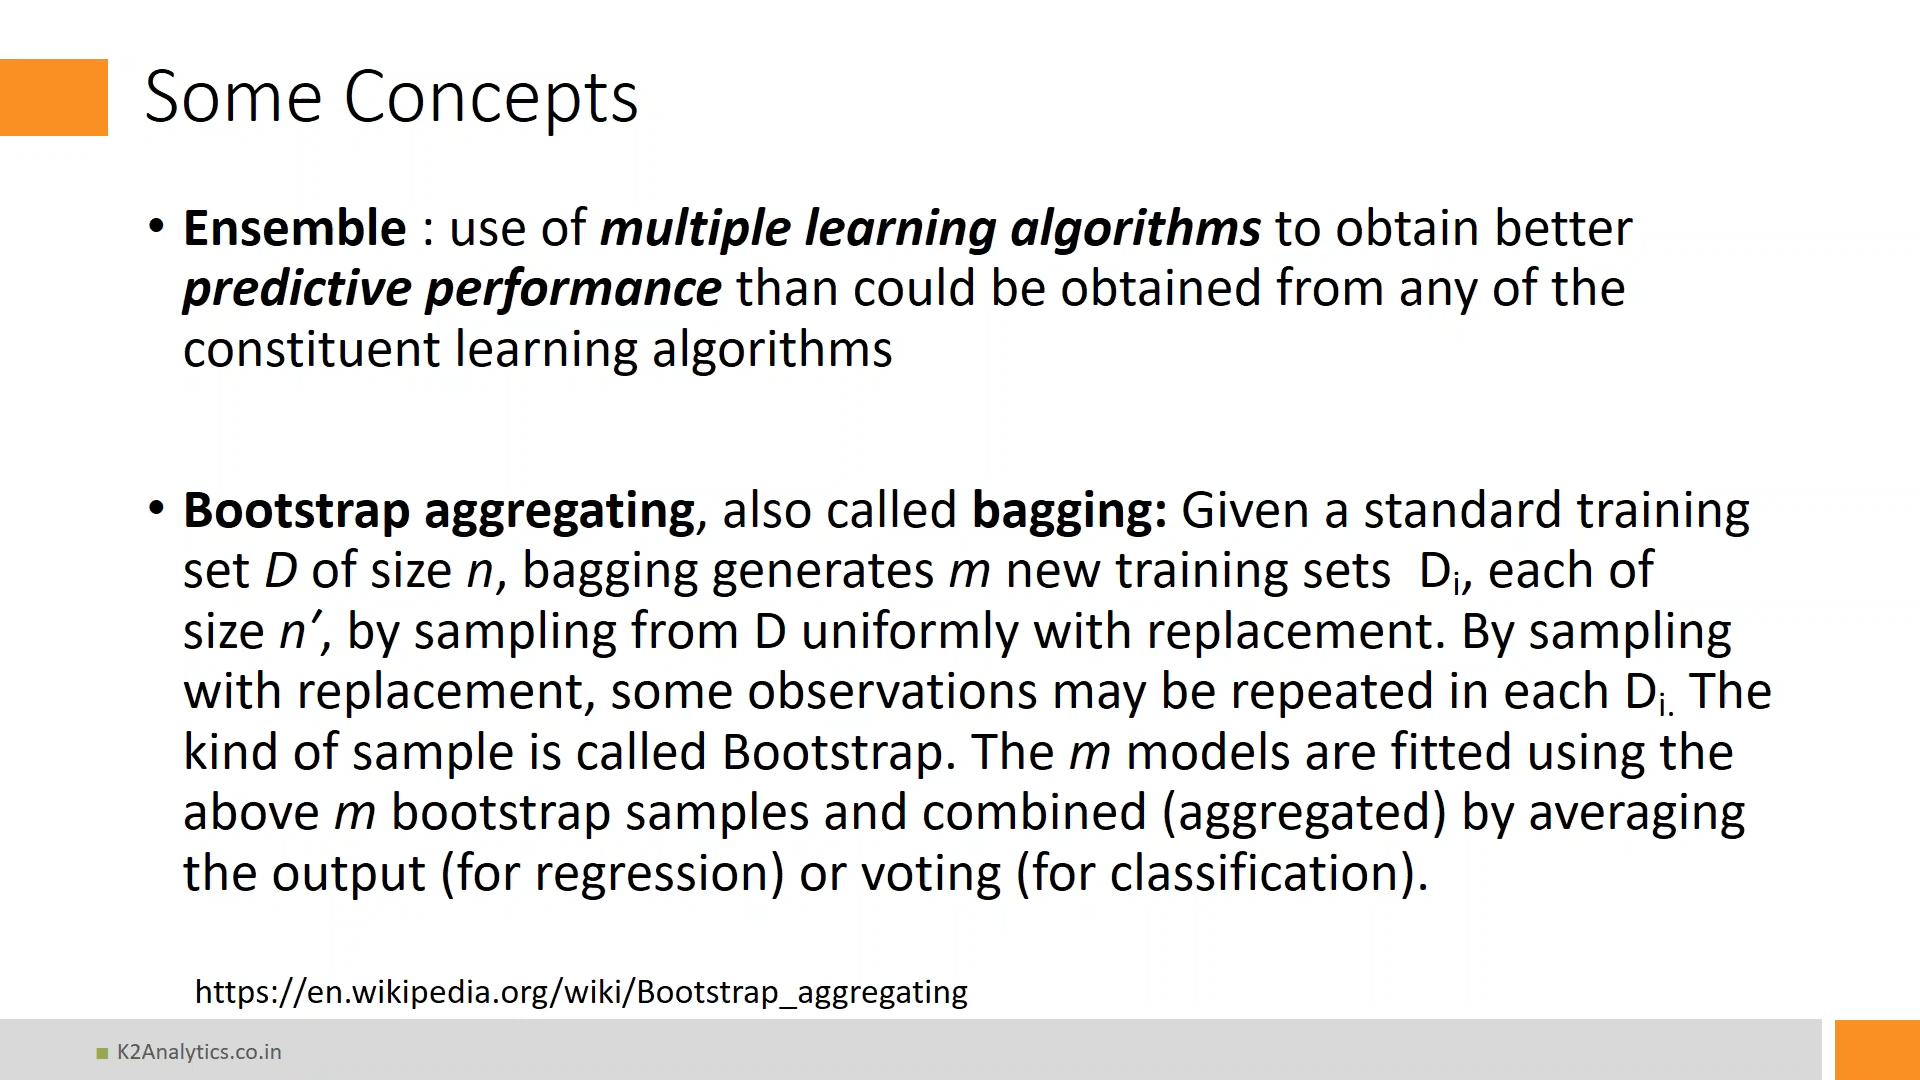 Some Concepts
• Ensemble : use of multiple learning algorithms to obtain better
predictive performance than could be obtained from any of the
constituent learning algorithms
• Bootstrap aggregating, also called bagging: Given a standard training
set D of size n, bagging generates m new training sets Di, each of
size n′, by sampling from D uniformly with replacement. By sampling
with replacement, some observations may be repeated in each Di. The
kind of sample is called Bootstrap. The m models are fitted using the
above m bootstrap samples and combined (aggregated) by averaging
the output (for regression) or voting (for classification).
https://en.wikipedia.org/wiki/Bootstrap_aggregating
K2Analytics.co.in